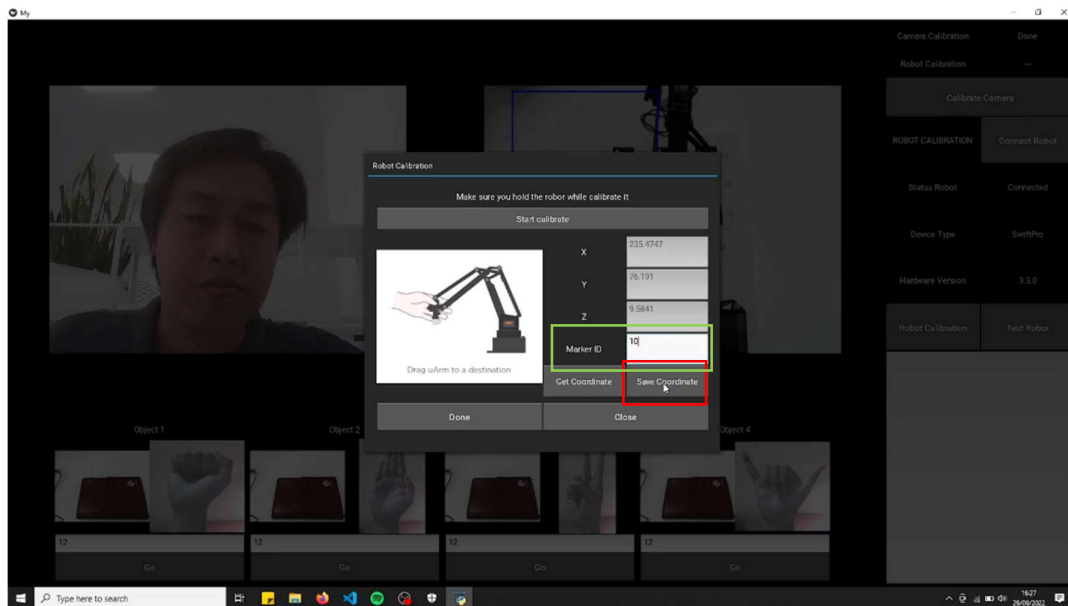 My
Camera Calibration Done
Robot Calibration ---
Calibrate Camera
ROBOT CALIBRATION Connect Robot
Status Robot Connected
Device Type SwiftPro
Hardware Version 3.3.0
Robot Calibration Test Robot
Robot Calibration
Make sure you hold the robor while calibrate it
Start calibrate
X 235.4747
Y 76.191
Z 9.5841
Marker ID 10
Drag uArm to a destination
Get Coordinate Save Coordinate
Done Close
Object 1 Object 2 Object 4
12 12 12 12
Go Go Go Go
Type here to search
16:27
26/09/2022